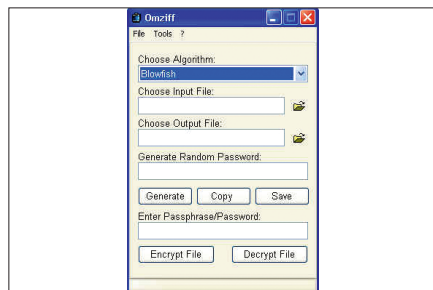 Omziff
File Tools ?
Choose Algorithm:
Blowfish
Choose Input File:
Choose Output File:
Generate Random Password:
Generate Copy Save
Enter Passphrase/Password:
Encrypt File Decrypt File